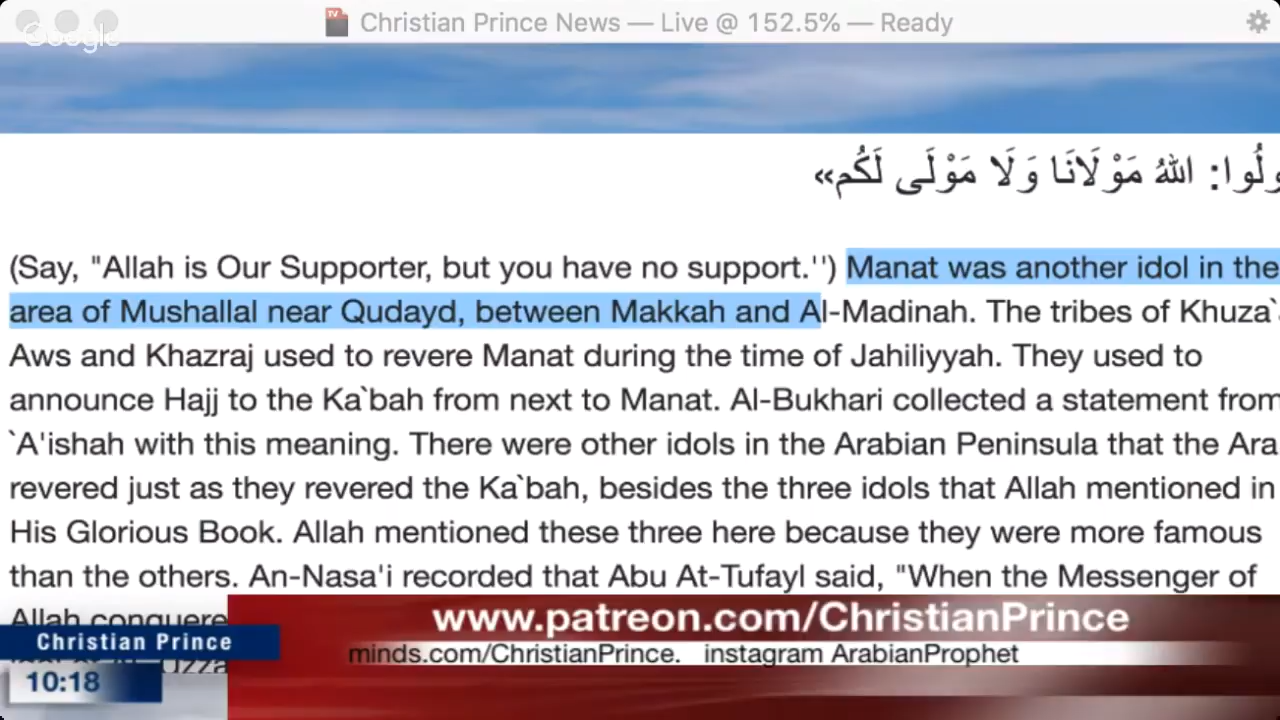 Christian Prince News — Live @ 152.5% — Ready
Google
ولُوا: اللهُ مَوْلَانَا وَلَا مَوْلَى لَكُم»
(Say, "Allah is Our Supporter, but you have no support.'') Manat was another idol in the
area of Mushallal near Qudayd, between Makkah and Al-Madinah. The tribes of Khuza`
Aws and Khazraj used to revere Manat during the time of Jahiliyyah. They used to
announce Hajj to the Ka`bah from next to Manat. Al-Bukhari collected a statement from
`A'ishah with this meaning. There were other idols in the Arabian Peninsula that the Ara
revered just as they revered the Ka`bah, besides the three idols that Allah mentioned in
His Glorious Book. Allah mentioned these three here because they were more famous
than the others. An-Nasa'i recorded that Abu At-Tufayl said, "When the Messenger of
Allah conquere
www.patreon.com/ChristianPrince
Christian Prince
minds.com/ChristianPrince. instagram ArabianProphet
10:18